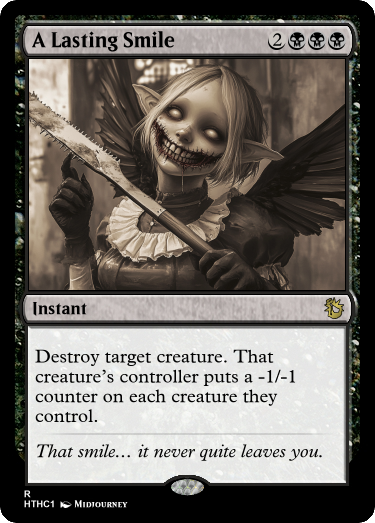 A Lasting Smile 2
Instant
Destroy target creature. That
creature's controller puts a -1/-1
counter on each creature they
control.
That smile... it never quite leaves you.
R
HTHC1 Midjourney